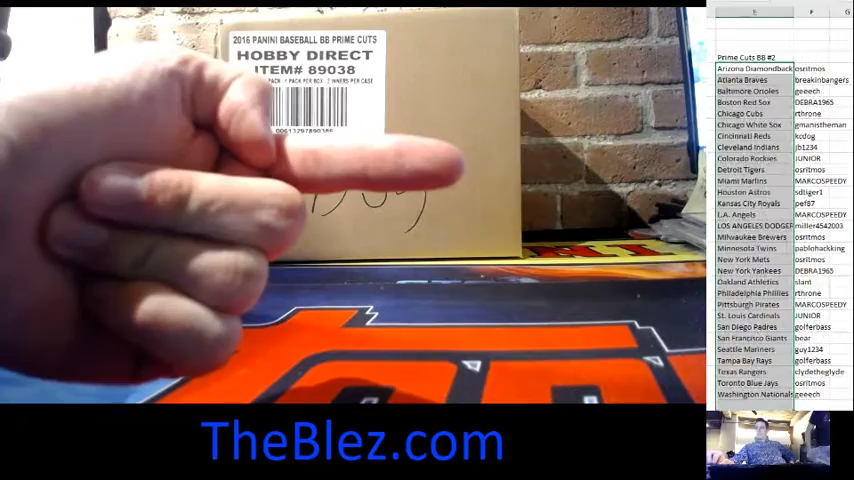 E F G
2016 PANINI BASEBALL BB PRIME CUTS
HOBBY DIRECT
ITEM# 89038
Prime Cuts BB #2
Arizona Diamondback osritmos
Atlanta Braves breakinbangers
Baltimore Orioles geeech
Boston Red Sox DEBRA1965
Chicago Cubs rthrone
Chicago White Sox gmanistheman
Cincinnati Reds kcdog
Cleveland Indians jb1234
Colorado Rockies JUNIOR
Detroit Tigers osritmos
Miami Marlins MARCOSPEEDY
Houston Astros sdtiger1
Kansas City Royals pef87
L.A. Angels MARCOSPEEDY
LOS ANGELES DODGER miller4542003
Milwaukee Brewers osritmos
Minnesota Twins pablohackking
New York Mets osritmos
New York Yankees DEBRA1965
Oakland Athletics slant
Philadelphia Phillies rthrone
Pittsburgh Pirates MARCOSPEEDY
St. Louis Cardinals JUNIOR
San Diego Padres golferbass
San Francisco Giants bear
Seattle Mariners guy1234
Tampa Bay Rays golferbass
Texas Rangers clydetheglyde
Toronto Blue Jays osritmos
Washington Nationals geeech
TheBlez.com